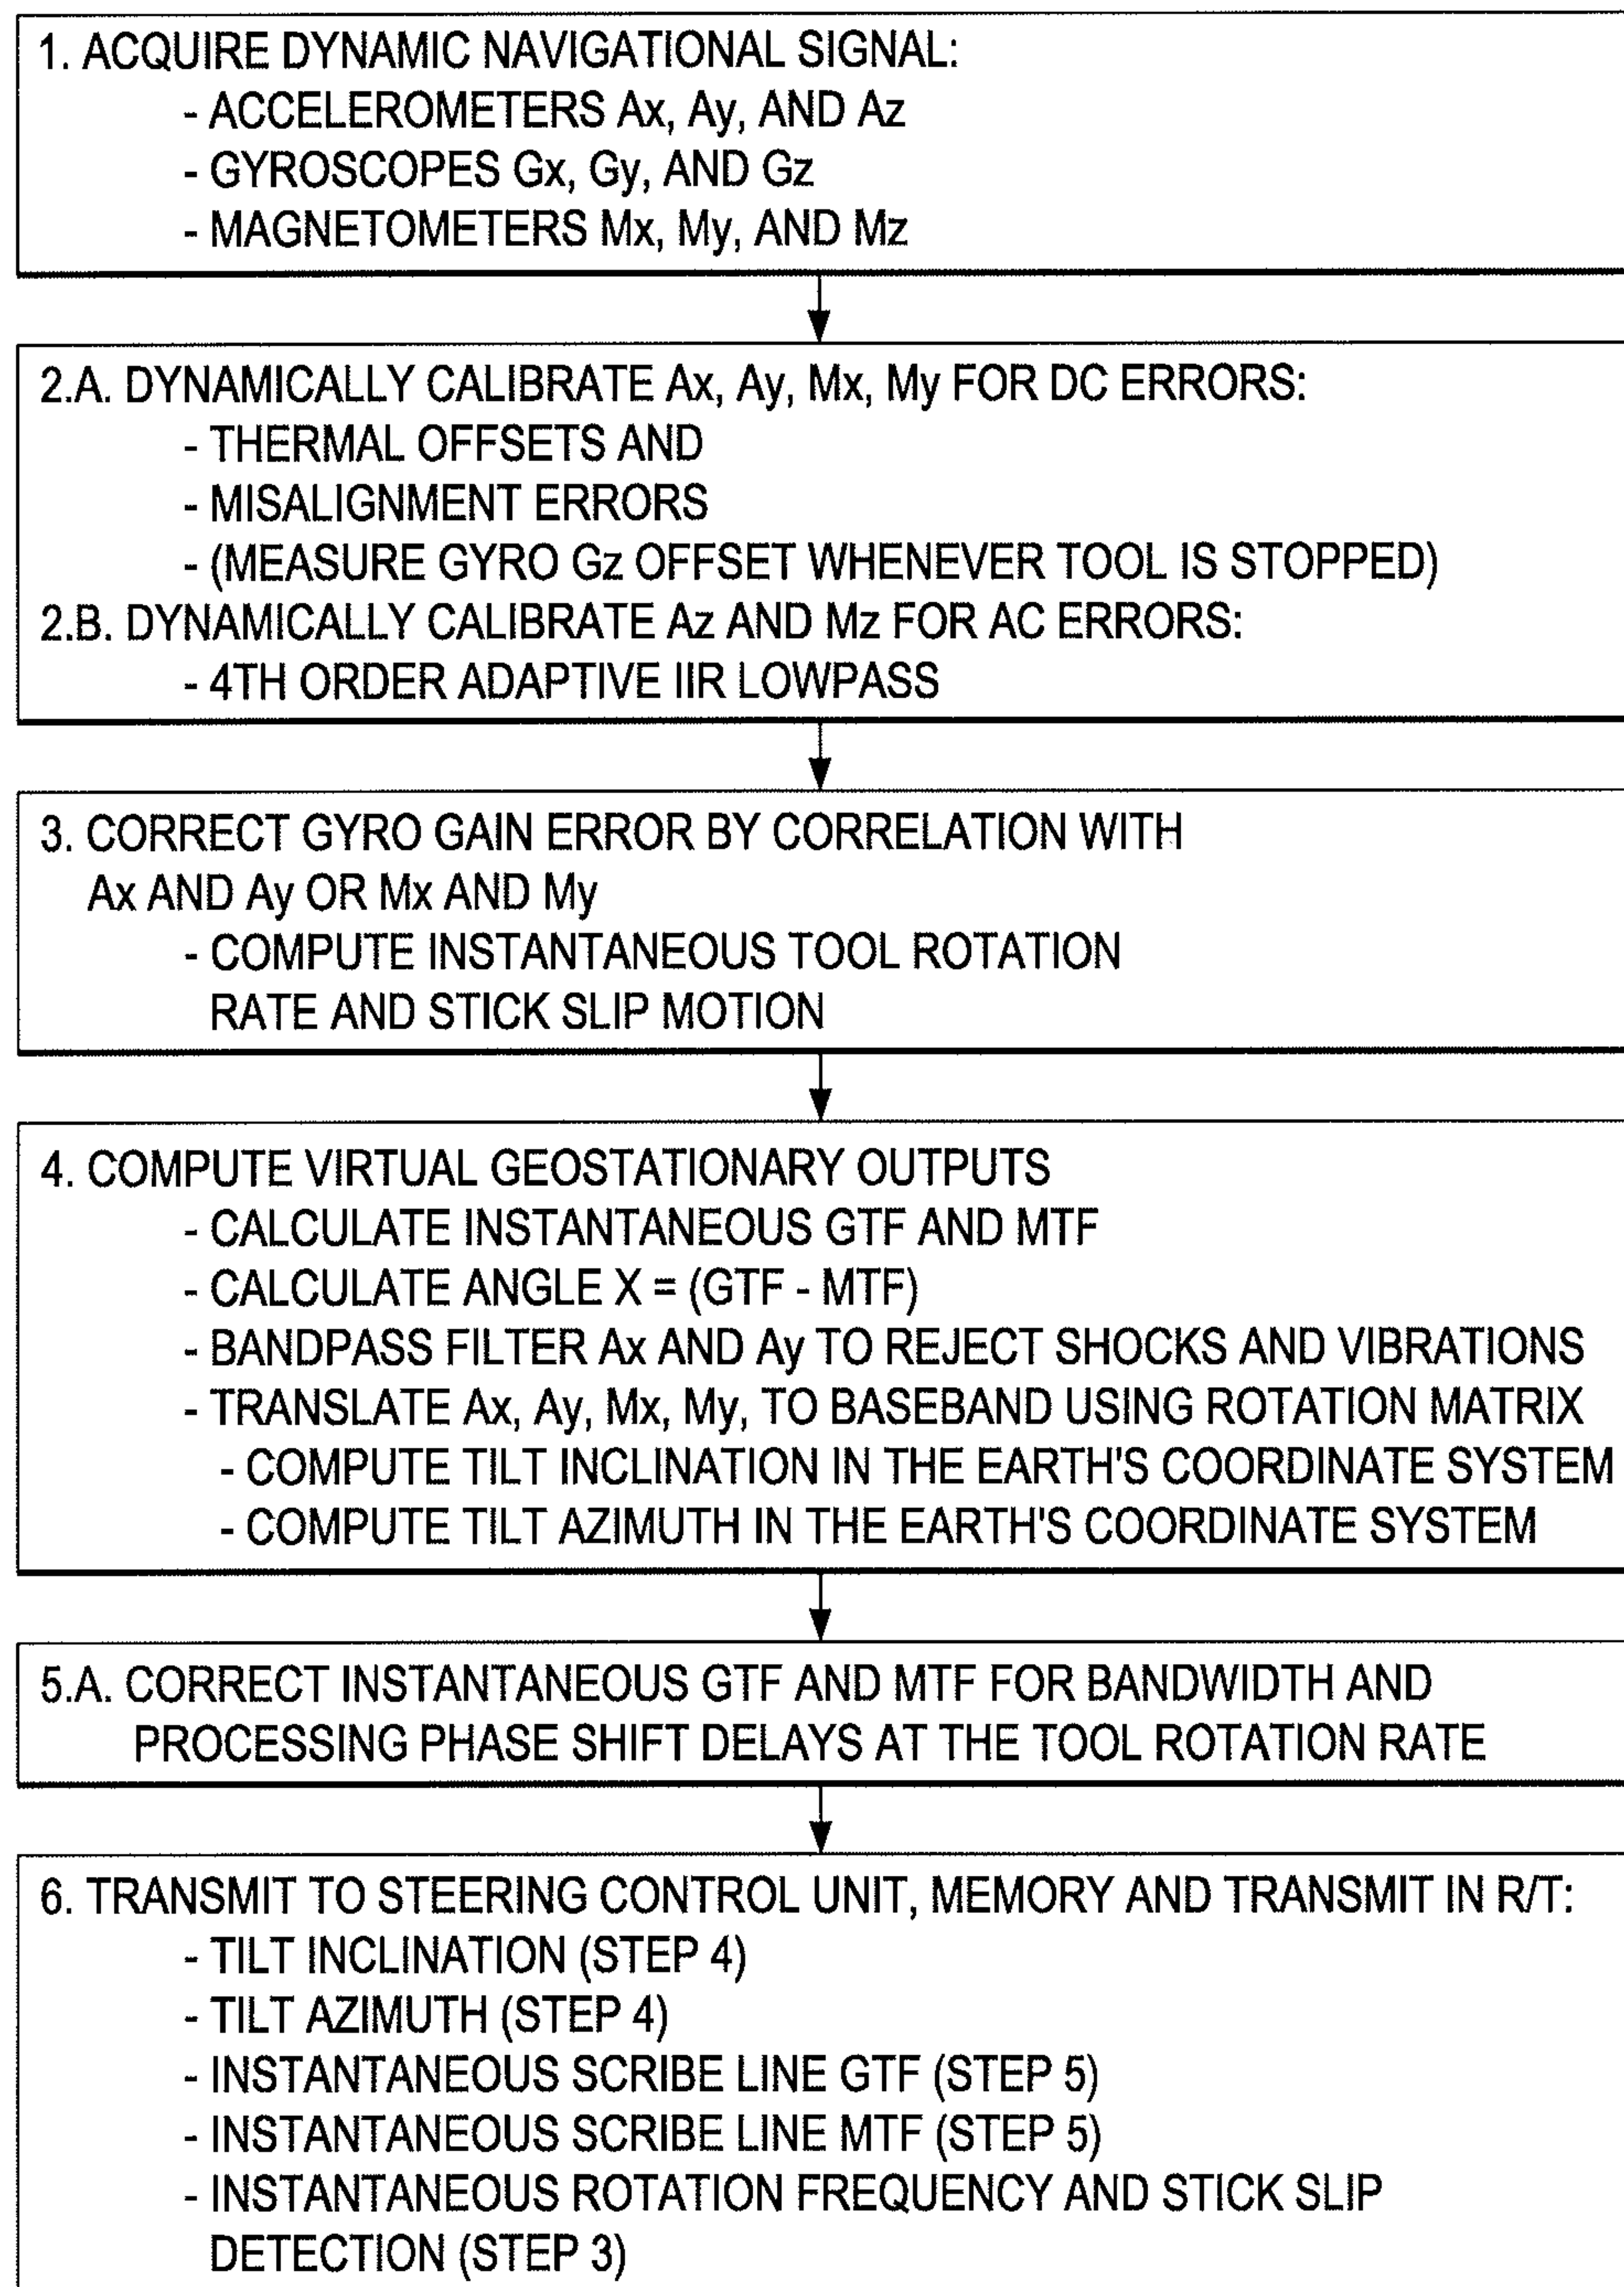 1. ACQUIRE DYNAMIC NAVIGATIONAL SIGNAL:
- ACCELEROMETERS Ax, Ay, AND Az
- GYROSCOPES Gx, Gy, AND Gz
- MAGNETOMETERS Mx, My, AND Mz
2.A. DYNAMICALLY CALIBRATE Ax, Ay, Mx, My FOR DC ERRORS:
- THERMAL OFFSETS AND
- MISALIGNMENT ERRORS
- (MEASURE GYRO Gz OFFSET WHENEVER TOOL IS STOPPED)
2.B. DYNAMICALLY CALIBRATE Az AND Mz FOR AC ERRORS:
- 4TH ORDER ADAPTIVE IIR LOWPASS
3. CORRECT GYRO GAIN ERROR BY CORRELATION WITH
Ax AND Ay OR Mx AND My
- COMPUTE INSTANTANEOUS TOOL ROTATION
RATE AND STICK SLIP MOTION
4. COMPUTE VIRTUAL GEOSTATIONARY OUTPUTS
- CALCULATE INSTANTANEOUS GTF AND MTF
- CALCULATE ANGLE X = (GTF - MTF)
- BANDPASS FILTER Ax AND Ay TO REJECT SHOCKS AND VIBRATIONS
- TRANSLATE Ax, Ay, Mx, My, TO BASEBAND USING ROTATION MATRIX
- COMPUTE TILT INCLINATION IN THE EARTH'S COORDINATE SYSTEM
- COMPUTE TILT AZIMUTH IN THE EARTH'S COORDINATE SYSTEM
5.A. CORRECT INSTANTANEOUS GTF AND MTF FOR BANDWIDTH AND
PROCESSING PHASE SHIFT DELAYS AT THE TOOL ROTATION RATE
6. TRANSMIT TO STEERING CONTROL UNIT, MEMORY AND TRANSMIT IN R/T:
- TILT INCLINATION (STEP 4)
- TILT AZIMUTH (STEP 4)
- INSTANTANEOUS SCRIBE LINE GTF (STEP 5)
- INSTANTANEOUS SCRIBE LINE MTF (STEP 5)
- INSTANTANEOUS ROTATION FREQUENCY AND STICK SLIP
DETECTION (STEP 3)